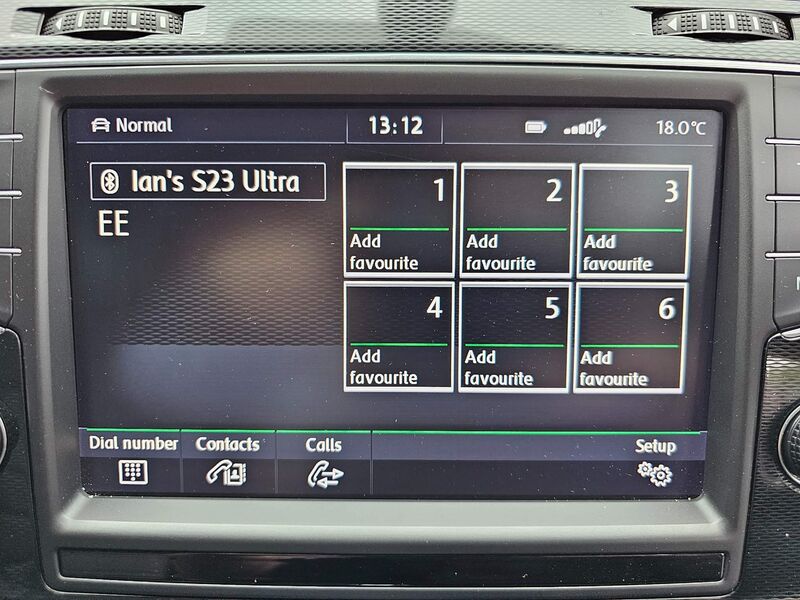 Normal
13:12
18.0°C
Ian's S23 Ultra
EE
1
2
3
Add
favourite
Add
favourite
Add
favourite
4
5
6
Add
favourite
Add
favourite
Add
favourite
Dial number
Contacts
Calls
Setup